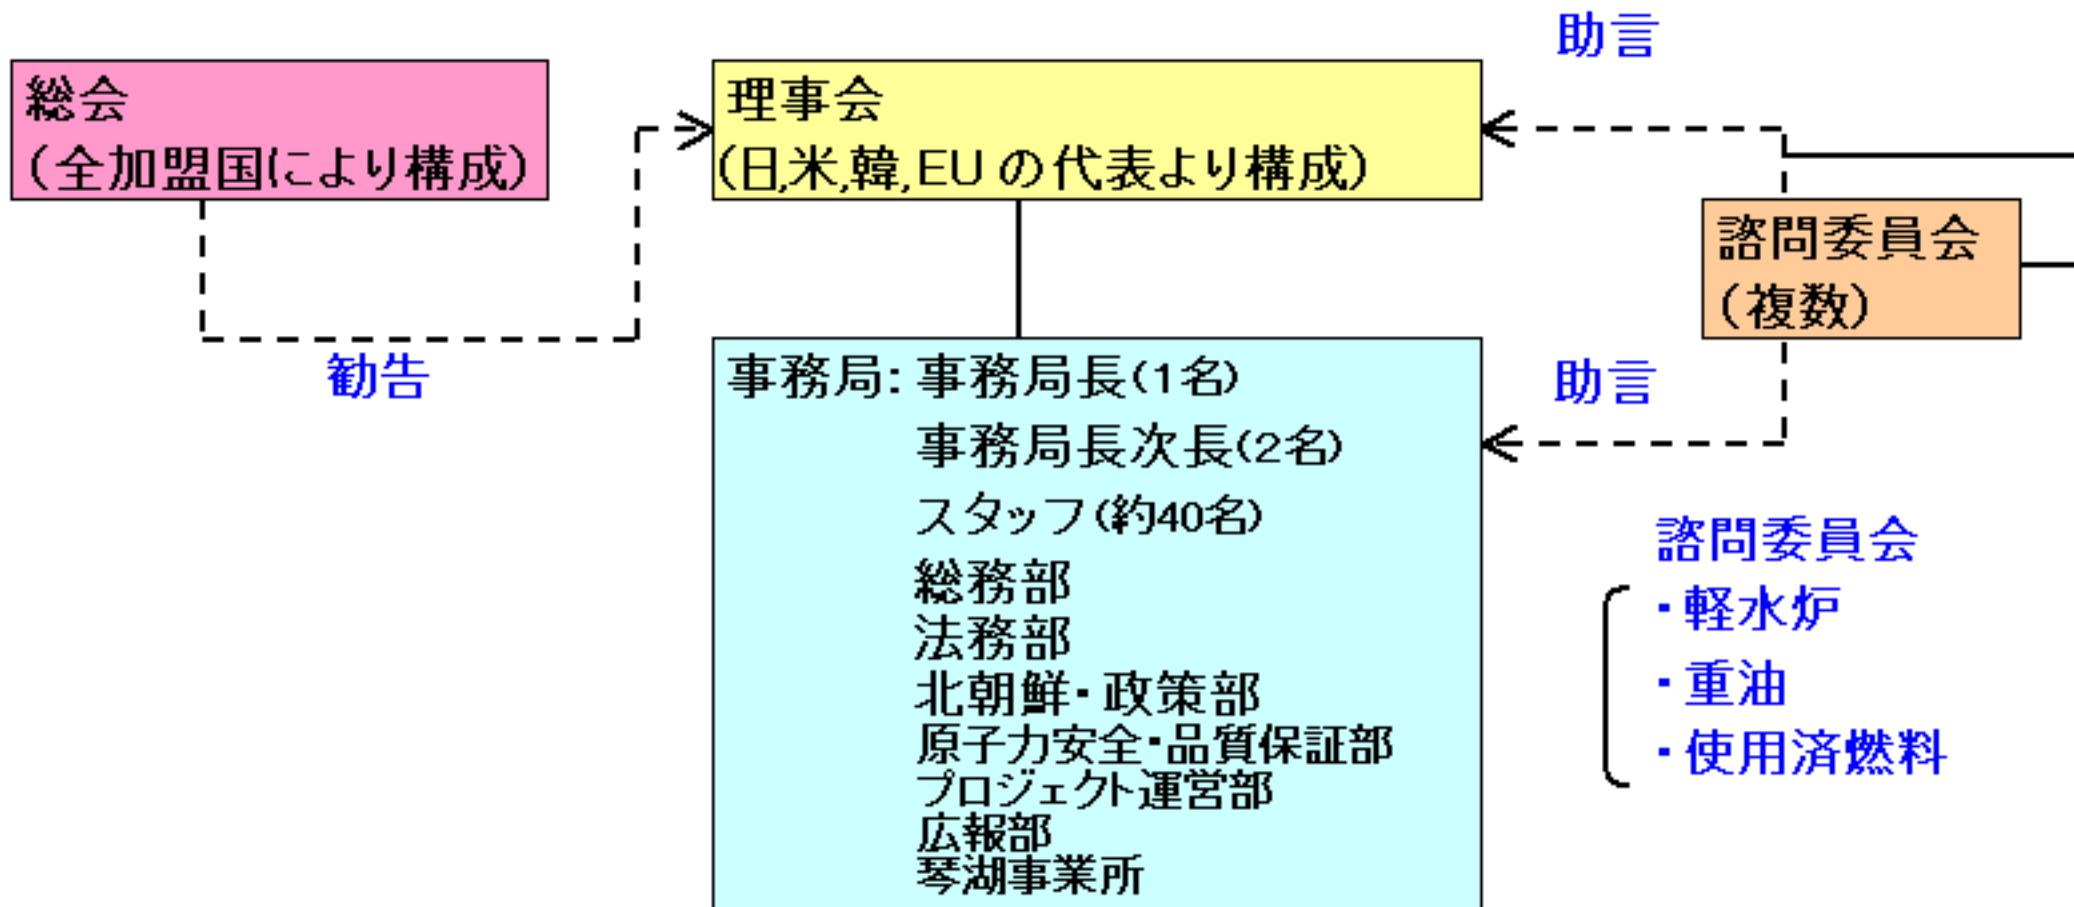 総会
(全加盟国により構成)
勧告
理事会
(日,米,韓,EUの代表より構成)
助言
諮問委員会
(複数)
助言
事務局: 事務局長(1名)
事務局長次長(2名)
スタッフ(約40名)
総務部
法務部
北朝鮮・政策部
原子力安全・品質保証部
プロジェクト運営部
広報部
琴湖事業所
諮問委員会
・軽水炉
・重油
・使用済燃料